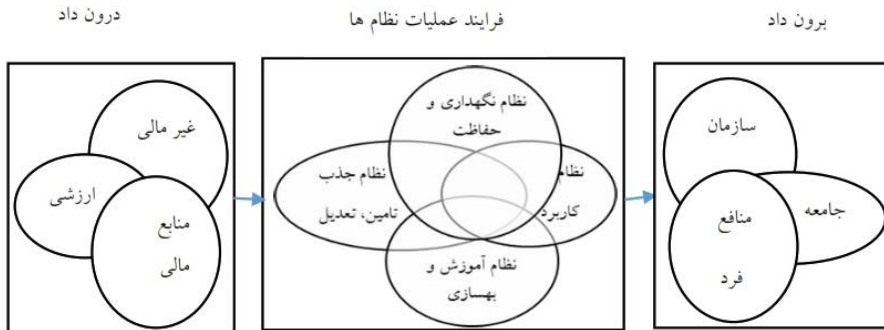 درون داد
فرایند عملیات نظام ها
برون داد
غیر مالی
ارزشی
منابع
مالی
نظام نگهداری و
حفاظت
نظام جذب
تامین، تعدیل
نظام
کاربرد
نظام آموزش و
بهسازی
سازمان
جامعه
منافع
فرد